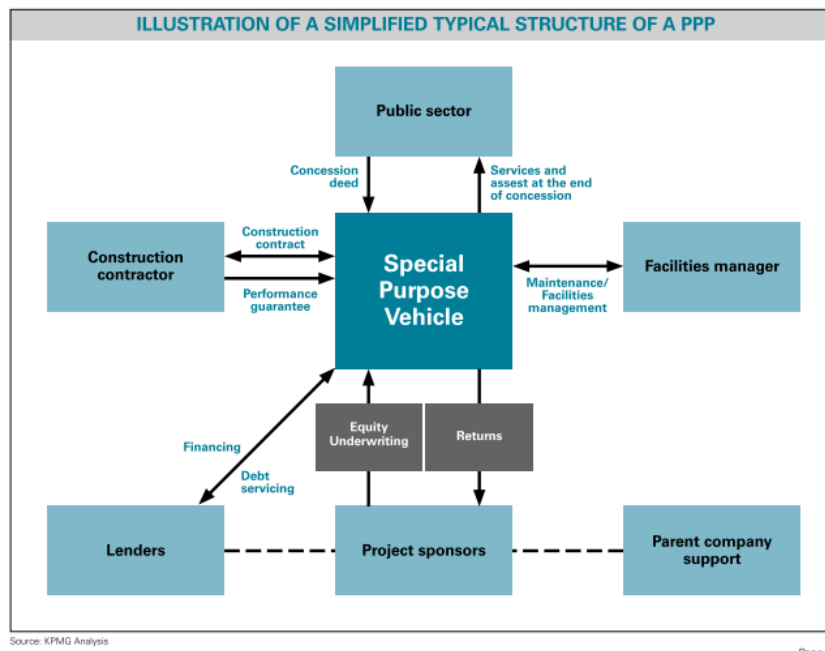 ILLUSTRATION OF A SIMPLIFIED TYPICAL STRUCTURE OF A PPP
Public sector
Concession
deed
Services and
assest at the end
of concession
Construction
contractor
Construction
contract
Performance
guarantee
Special
Purpose
Vehicle
Maintenance/
Facilities
management
Facilities manager
Financing
Debt
servicing
Equity
Underwriting
Returns
Lenders
Project sponsors
Parent company
support
Source: KPMG Analysis